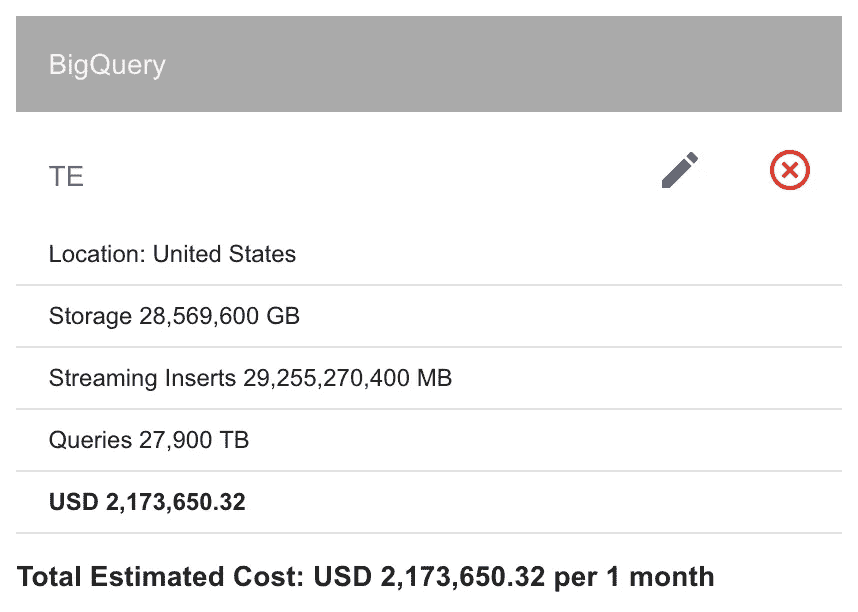 BigQuery
TE
Location: United States
Storage 28,569,600 GB
Streaming Inserts 29,255,270,400 MB
Queries 27,900 TB
USD 2,173,650.32
Total Estimated Cost: USD 2,173,650.32 per 1 month